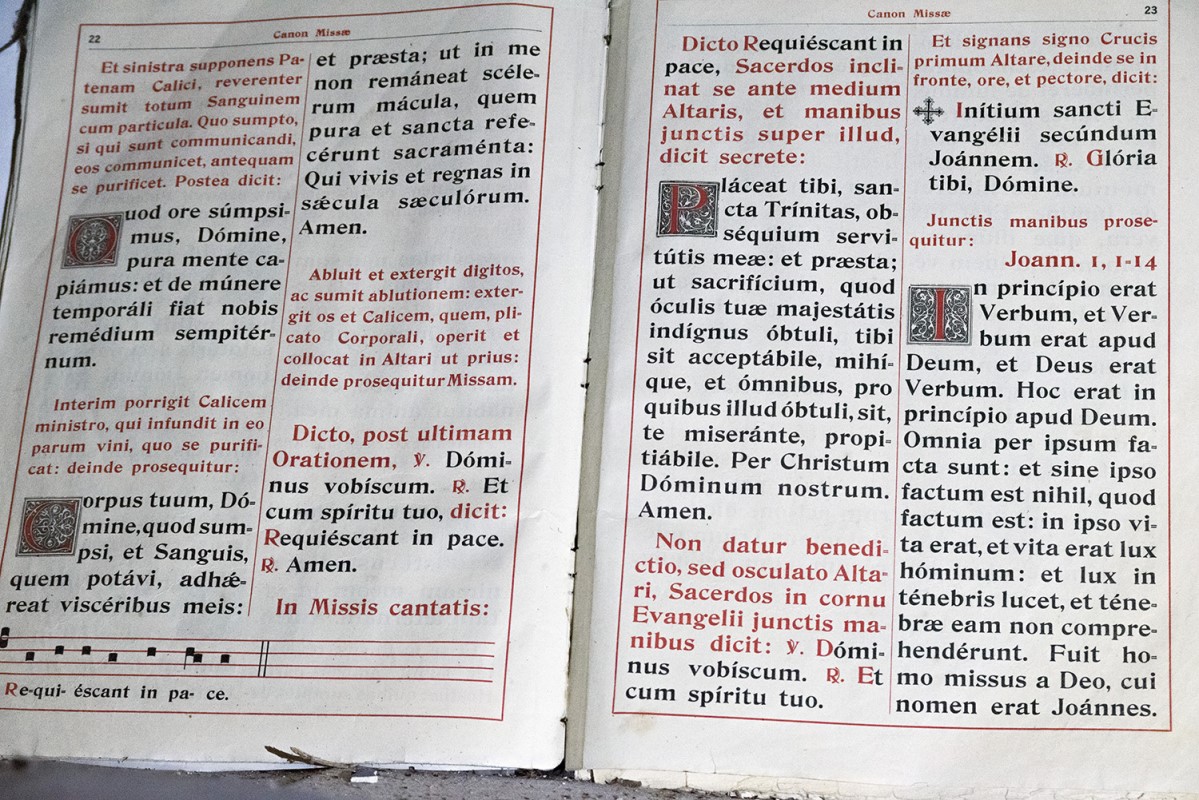 22
Canon Missæ
Et sinistra supponens Pa-
tenam Calici, reverenter
sumit totum Sanguinem
cum particula. Quo sumpto,
si qui sunt communicandi,
eos communicet, antequam
se purificet. Postea dicit:
Quod ore súmpsi-
mus, Dómine,
pura mente ca-
piámus: et de múnere
temporáli fiat nobis
remédium sempitér-
num.
Interim porrigit Calicem
ministro, qui infundit in eo
parum vini, quo se purifi-
cat: deinde prosequitur:
Corpus tuum, Dó-
mine, quod sum-
psi, et Sanguis,
quem potávi, adhǽ-
reat viscéribus meis:
et præsta; ut in me
non remáneat scéle-
rum mácula, quem
pura et sancta refe-
cérunt sacraménta:
Qui vivis et regnas in
sǽcula sæculórum.
Amen.
Abluit et extergit digitos,
ac sumit ablutionem: exter-
git os et Calicem, quem, pli-
cato Corporali, operit et
collocat in Altari ut prius:
deinde prosequitur Missam.
Dicto, post ultimam
Orationem, ℣. Dómi-
nus vobíscum. ℟. Et
cum spíritu tuo, dicit:
Requiéscant in pace.
℟. Amen.
In Missis cantatis:
Re-qui- éscant in pa- ce.
Canon Missæ
23
Dicto Requiéscant in
pace, Sacerdos incli-
nat se ante medium
Altaris, et manibus
junctis super illud,
dicit secrete:
Pláceat tibi, san-
cta Trínitas, ob-
séquium servi-
tútis meæ: et præsta;
ut sacrifícium, quod
óculis tuæ majestátis
indígnus óbtuli, tibi
sit acceptábile, mihí-
que, et ómnibus, pro
quibus illud óbtuli, sit,
te miseránte, propi-
tiábile. Per Christum
Dóminum nostrum.
Amen.
Non datur benedi-
ctio, sed osculato Alta-
ri, Sacerdos in cornu
Evangelii junctis ma-
nibus dicit: ℣. Dómi-
nus vobíscum. ℟. Et
cum spíritu tuo.
Et signans signo Crucis
primum Altare, deinde se in
fronte, ore, et pectore, dicit:
Inítium sancti E-
vangélii secúndum
Joánnem. ℟. Glória
tibi, Dómine.
Junctis manibus prose-
quitur:
Joann. 1, 1-14
In princípio erat
Verbum, et Ver-
bum erat apud
Deum, et Deus erat
Verbum. Hoc erat in
princípio apud Deum.
Omnia per ipsum fa-
cta sunt: et sine ipso
factum est nihil, quod
factum est: in ipso vi-
ta erat, et vita erat lux
hóminum: et lux in
ténebris lucet, et téne-
bræ eam non compre-
hendérunt. Fuit ho-
mo missus a Deo, cui
nomen erat Joánnes.